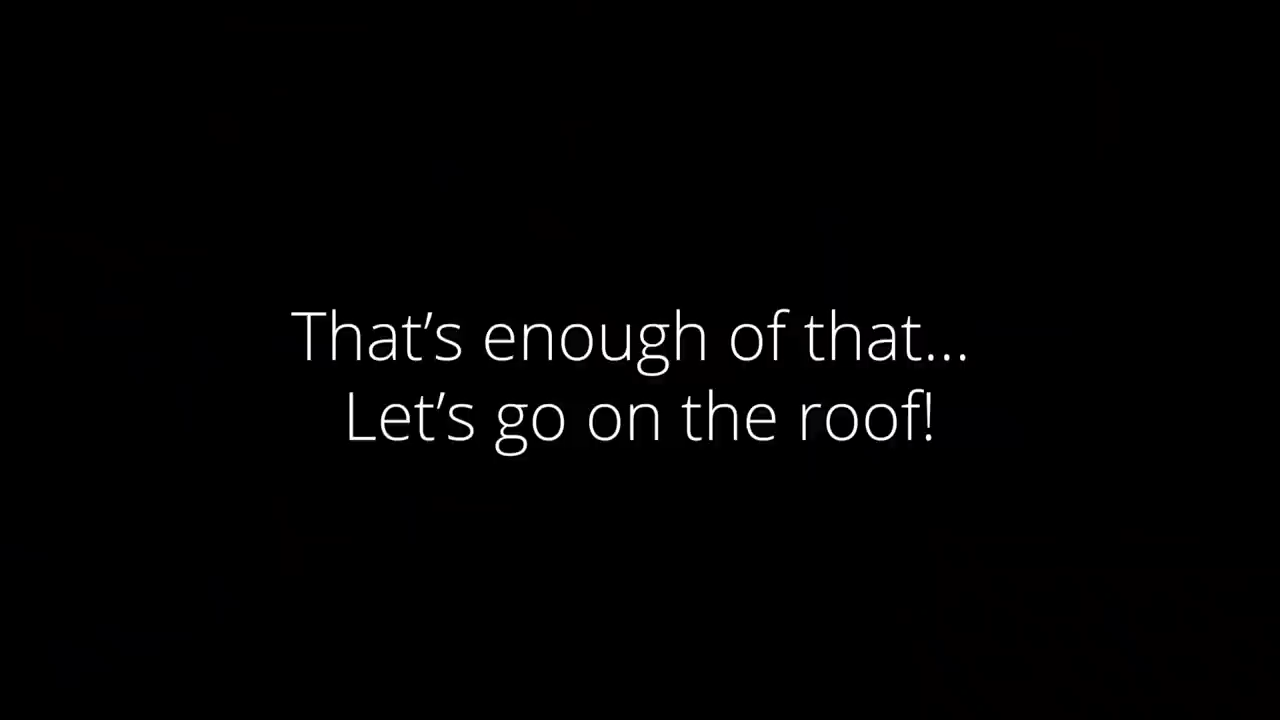 That’s enough of that...
Let’s go on the roof!